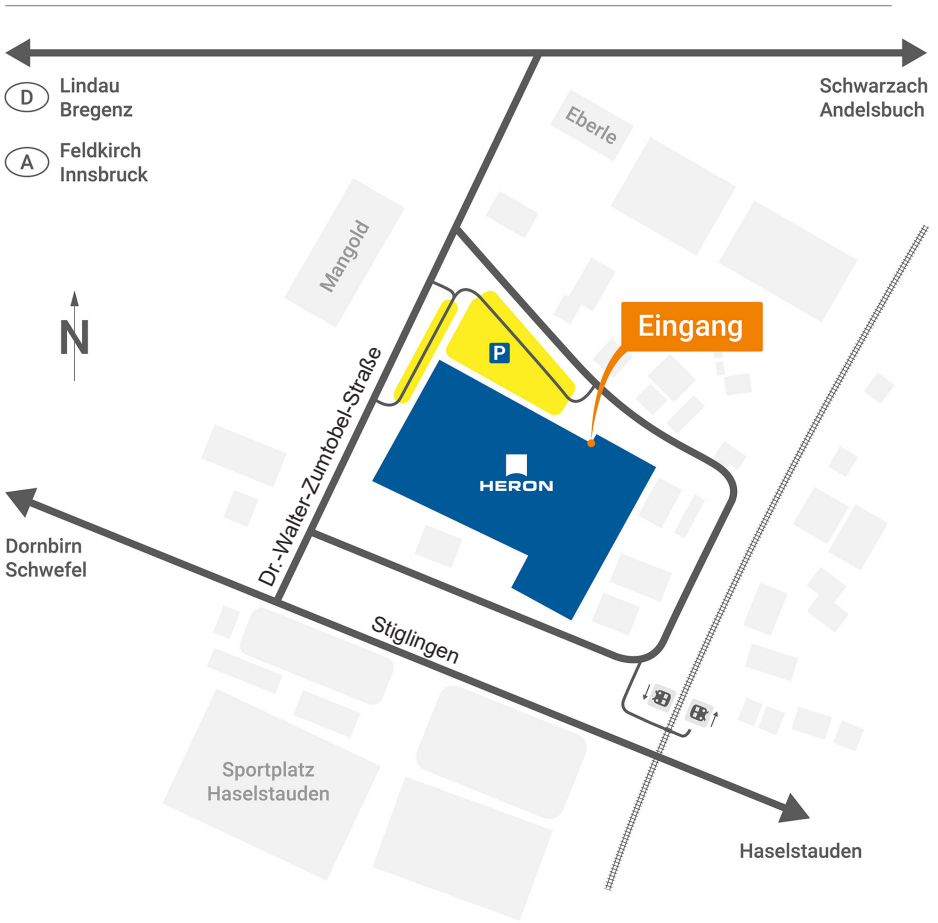 D
Lindau
Bregenz
A
Feldkirch
Innsbruck
Schwarzach
Andelsbuch
Eberle
Mangold
N
Eingang
P
HERON
Dr.-Walter-Zumtobel-Straße
Dornbirn
Schwefel
Stiglingen
Sportplatz
Haselstauden
Haselstauden